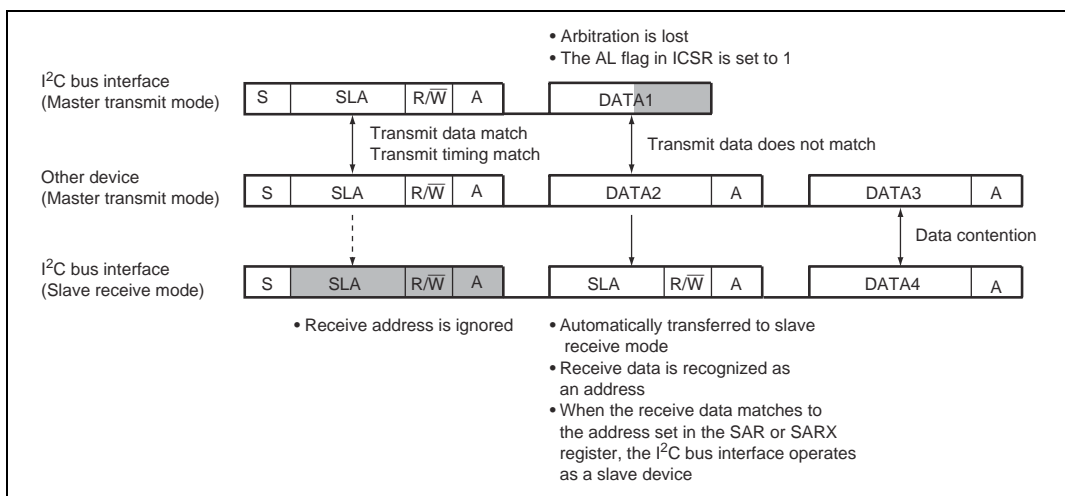 • Arbitration is lost
• The AL flag in ICSR is set to 1
I²C bus interface
(Master transmit mode)
S SLA R/W̅ A DATA1
Transmit data match
Transmit timing match
Transmit data does not match
Other device
(Master transmit mode)
S SLA R/W̅ A DATA2 A DATA3 A
Data contention
I²C bus interface
(Slave receive mode)
S SLA R/W̅ A SLA R/W̅ A DATA4 A
• Receive address is ignored
• Automatically transferred to slave
receive mode
• Receive data is recognized as
an address
• When the receive data matches to
the address set in the SAR or SARX
register, the I²C bus interface operates
as a slave device